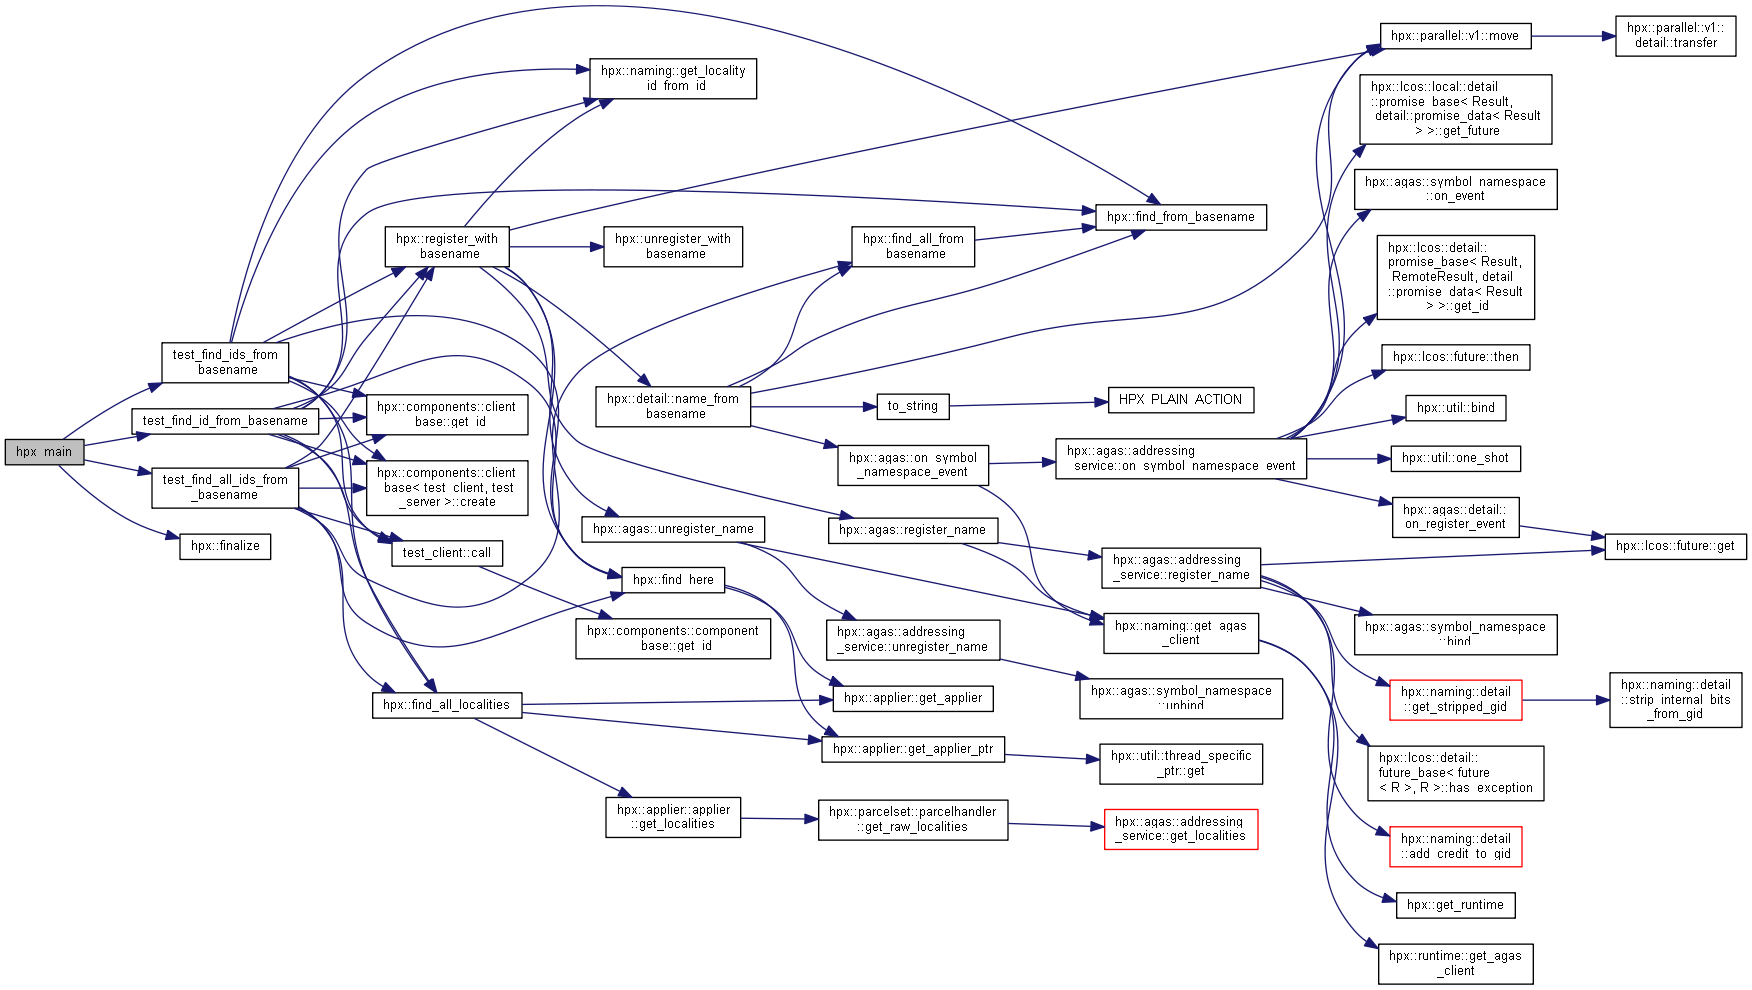 hpx_main
test_find_ids_from
basename
test_find_id_from_basename
test_find_all_ids_from
_basename
hpx::finalize
hpx::register_with
basename
hpx::components::client
base::get_id
hpx::components::client
base< test_client, test
_server >::create
test_client::call
hpx::find_all_localities
hpx::naming::get_locality
id_from_id
hpx::unregister_with
basename
hpx::detail::name_from
basename
hpx::agas::unregister_name
hpx::find_here
hpx::components::component
base::get_id
hpx::applier::applier
::get_localities
hpx::find_all_from
basename
to_string
hpx::agas::on_symbol
_namespace_event
hpx::agas::register_name
hpx::agas::addressing
_service::unregister_name
hpx::applier::get_applier
hpx::applier::get_applier_ptr
hpx::parcelset::parcelhandler
::get_raw_localities
hpx::find_from_basename
HPX_PLAIN_ACTION
hpx::agas::addressing
_service::on_symbol_namespace_event
hpx::agas::addressing
_service::register_name
hpx::naming::get_agas
_client
hpx::agas::symbol_namespace
::unbind
hpx::util::thread_specific
_ptr::get
hpx::agas::addressing
_service::get_localities
hpx::parallel::v1::move
hpx::lcos::local::detail
::promise_base< Result,
detail::promise_data< Result
> >::get_future
hpx::agas::symbol_namespace
::on_event
hpx::lcos::detail::
promise_base< Result,
RemoteResult, detail
::promise_data< Result
> >::get_id
hpx::lcos::future::then
hpx::util::bind
hpx::util::one_shot
hpx::agas::detail::
on_register_event
hpx::agas::symbol_namespace
::bind
hpx::naming::detail
::get_stripped_gid
hpx::lcos::detail::
future_base< future
< R >, R >::has_exception
hpx::naming::detail
::add_credit_to_gid
hpx::get_runtime
hpx::runtime::get_agas
_client
hpx::parallel::v1::
detail::transfer
hpx::lcos::future::get
hpx::naming::detail
::strip_internal_bits
_from_gid